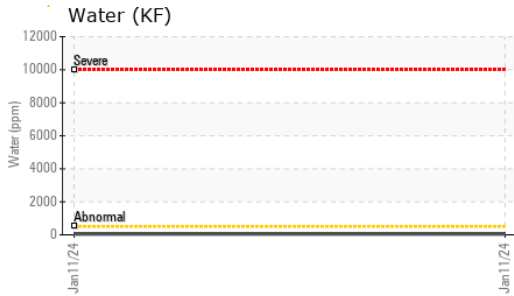 Water (KF)
12000
Severe
10000
8000
6000
4000
2000
Abnormal
0
Water (ppm)
Jan11/24
Jan11/24